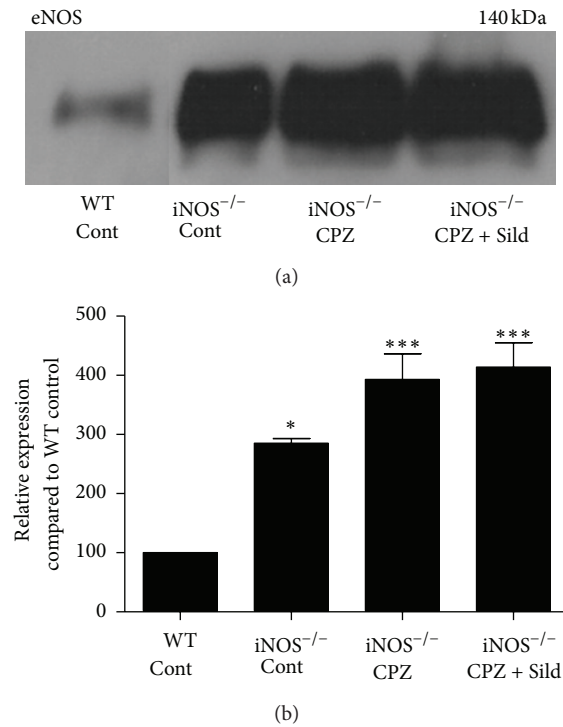 eNOS 140 kDa
WT iNOS⁻/⁻ iNOS⁻/⁻ iNOS⁻/⁻
Cont Cont CPZ CPZ + Sild
(a)
Relative expression
compared to WT control
500
400
300
200
100
0
*
***
***
WT iNOS⁻/⁻ iNOS⁻/⁻ iNOS⁻/⁻
Cont Cont CPZ CPZ + Sild
(b)